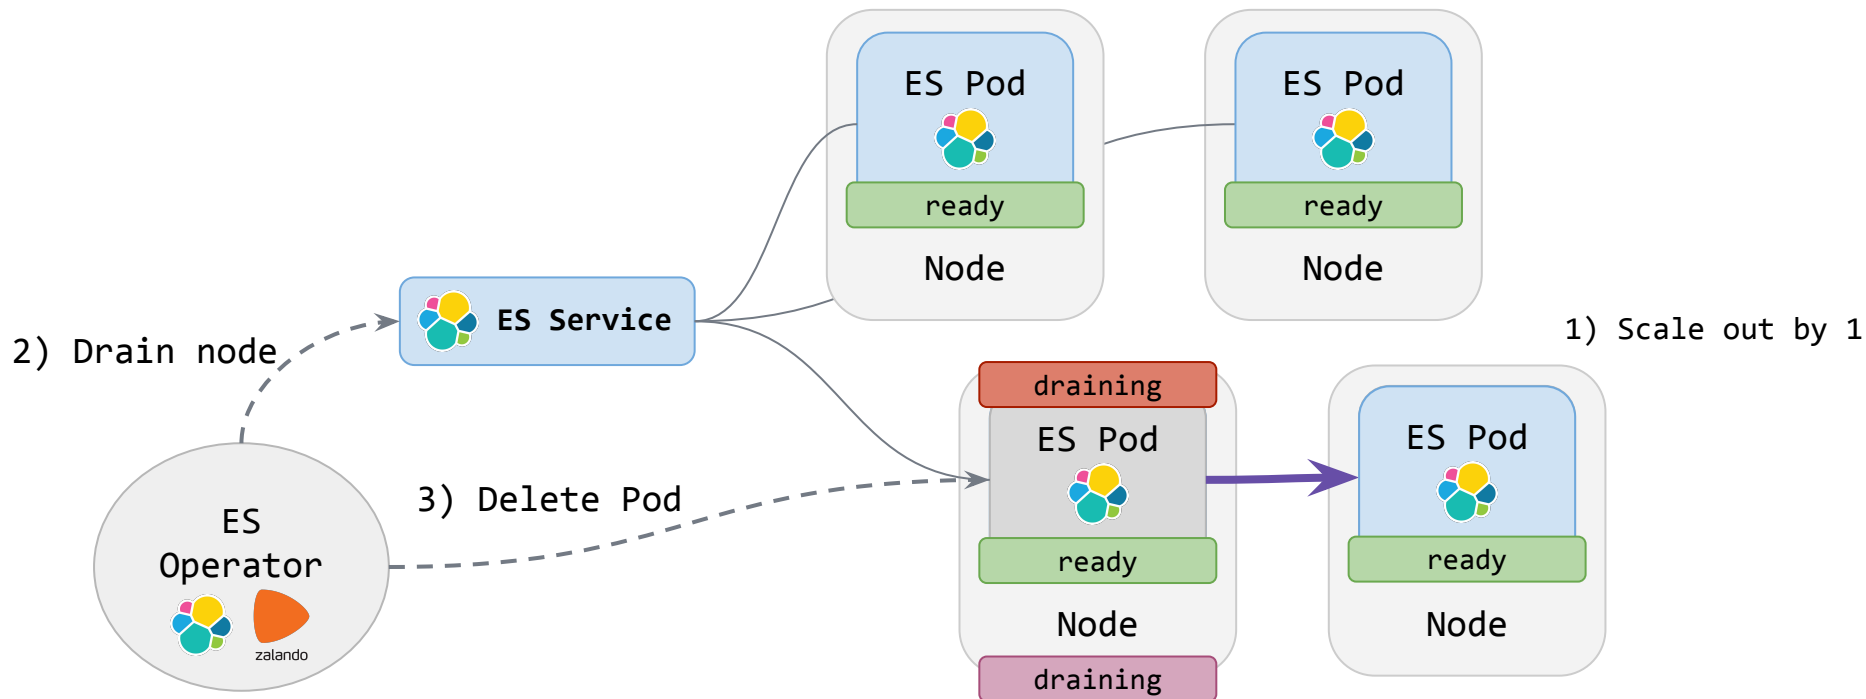 ES Pod
ready
Node
ES Pod
ready
Node
2) Drain node
ES Service
1) Scale out by 1
draining
ES Pod
ready
Node
draining
ES Pod
ready
Node
3) Delete Pod
ES
Operator
zalando